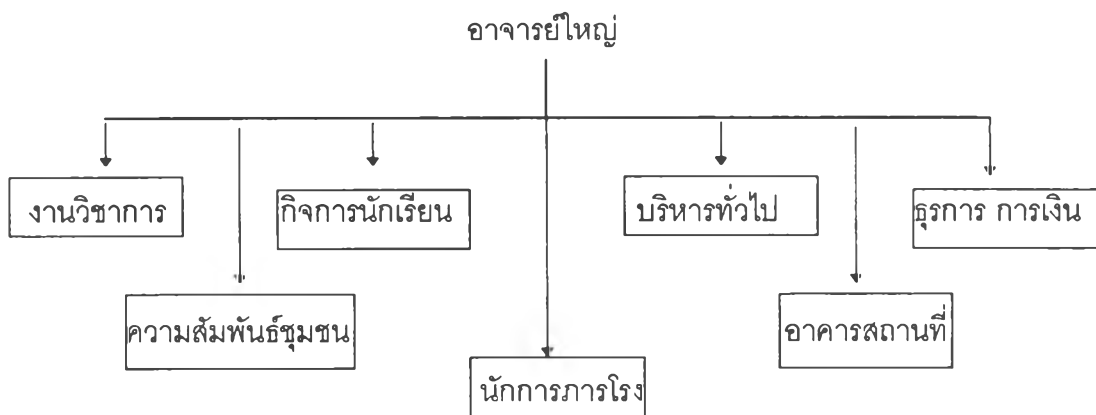 อาจารย์ใหญ่
งานวิชาการ
กิจการนักเรียน
บริหารทั่วไป
ธุรการ การเงิน
ความสัมพันธ์ชุมชน
อาคารสถานที่
นักการภารโรง